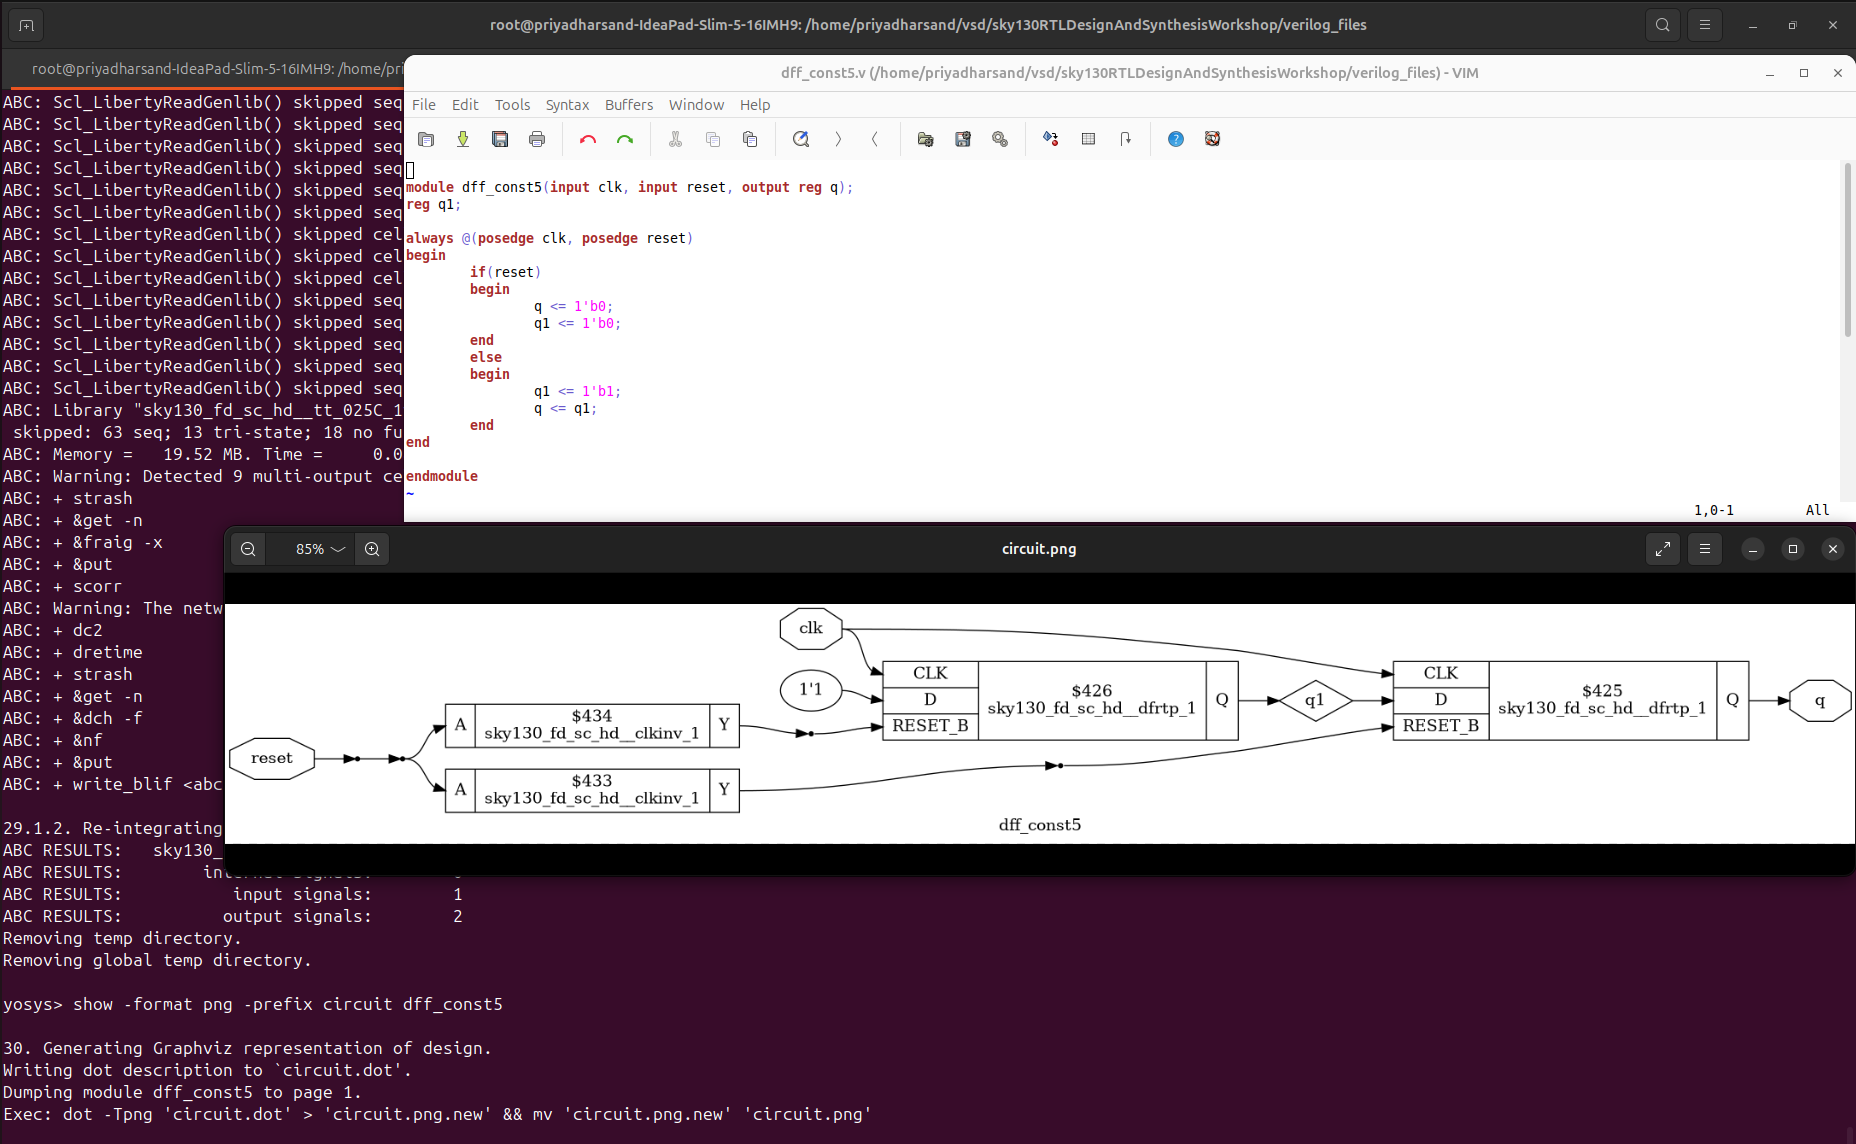 root@priyadharsand-IdeaPad-Slim-5-16IMH9: /home/priyadharsand/vsd/sky130RTLDesignAndSynthesisWorkshop/verilog_files
root@priyadharsand-IdeaPad-Slim-5-16IMH9: /home/pri
ABC: Scl_LibertyReadGenlib() skipped seq
ABC: Scl_LibertyReadGenlib() skipped seq
ABC: Scl_LibertyReadGenlib() skipped seq
ABC: Scl_LibertyReadGenlib() skipped seq
ABC: Scl_LibertyReadGenlib() skipped seq
ABC: Scl_LibertyReadGenlib() skipped seq
ABC: Scl_LibertyReadGenlib() skipped cel
ABC: Scl_LibertyReadGenlib() skipped cel
ABC: Scl_LibertyReadGenlib() skipped cel
ABC: Scl_LibertyReadGenlib() skipped seq
ABC: Scl_LibertyReadGenlib() skipped seq
ABC: Scl_LibertyReadGenlib() skipped seq
ABC: Scl_LibertyReadGenlib() skipped seq
ABC: Scl_LibertyReadGenlib() skipped seq
ABC: Library "sky130_fd_sc_hd__tt_025C_1
skipped: 63 seq; 13 tri-state; 18 no fu
ABC: Memory =   19.52 MB. Time =     0.0
ABC: Warning: Detected 9 multi-output ce
ABC: + strash
ABC: + &get -n
ABC: + &fraig -x
ABC: + &put
ABC: + scorr
ABC: Warning: The netw
ABC: + dc2
ABC: + dretime
ABC: + strash
ABC: + &get -n
ABC: + &dch -f
ABC: + &nf
ABC: + &put
ABC: + write_blif <abc
29.1.2. Re-integrating
ABC RESULTS:   sky130_
ABC RESULTS:
ABC RESULTS:           input signals:        1
ABC RESULTS:          output signals:        2
Removing temp directory.
Removing global temp directory.
yosys> show -format png -prefix circuit dff_const5
30. Generating Graphviz representation of design.
Writing dot description to `circuit.dot'.
Dumping module dff_const5 to page 1.
Exec: dot -Tpng 'circuit.dot' > 'circuit.png.new' && mv 'circuit.png.new' 'circuit.png'
dff_const5.v (/home/priyadharsand/vsd/sky130RTLDesignAndSynthesisWorkshop/verilog_files) - VIM
File Edit Tools Syntax Buffers Window Help
module dff_const5(input clk, input reset, output reg q);
reg q1;
always @(posedge clk, posedge reset)
begin
if(reset)
begin
q <= 1'b0;
q1 <= 1'b0;
end
else
begin
q1 <= 1'b1;
q <= q1;
end
end
endmodule
~
1,0-1 All
85%
circuit.png
clk
1'1
CLK
D
RESET_B
$426
sky130_fd_sc_hd__dfrtp_1
Q
q1
CLK
D
RESET_B
$425
sky130_fd_sc_hd__dfrtp_1
Q
q
reset
A
$434
sky130_fd_sc_hd__clkinv_1
Y
A
$433
sky130_fd_sc_hd__clkinv_1
Y
dff_const5